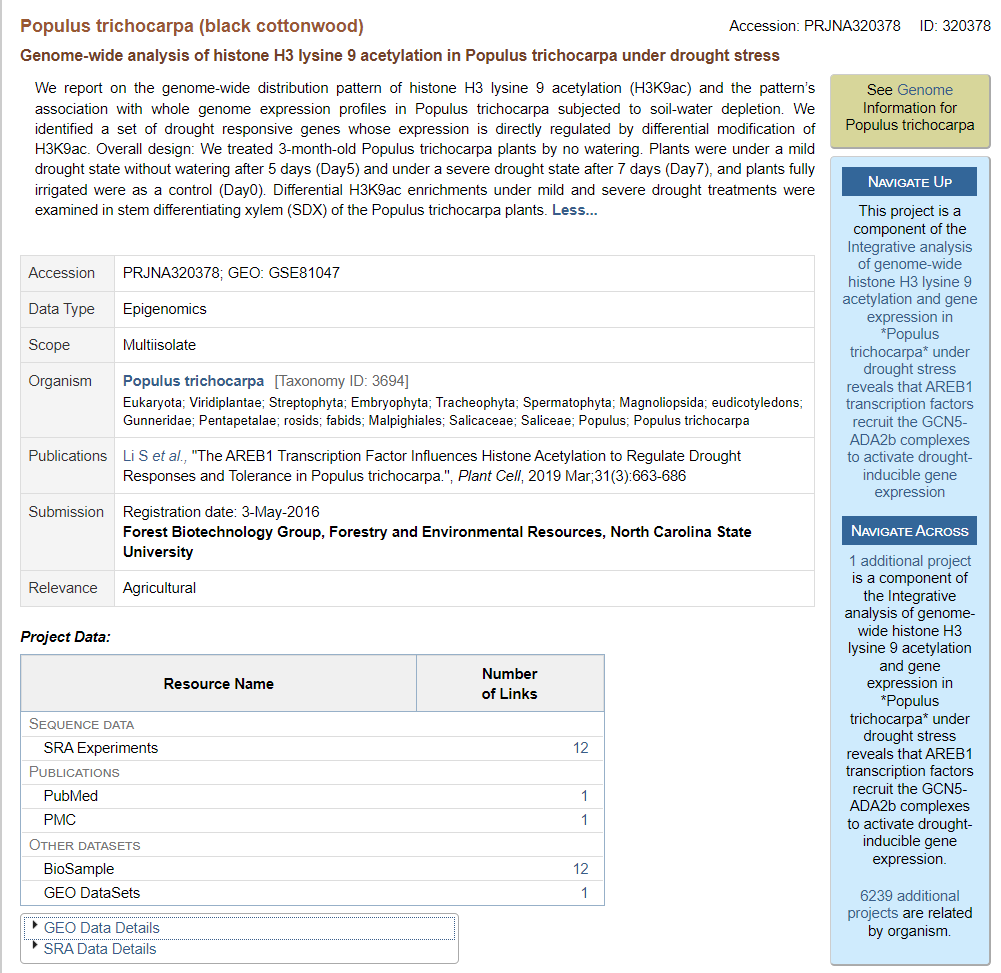 Populus trichocarpa (black cottonwood)
Accession: PRJNA320378 ID: 320378
Genome-wide analysis of histone H3 lysine 9 acetylation in Populus trichocarpa under drought stress
We report on the genome-wide distribution pattern of histone H3 lysine 9 acetylation (H3K9ac) and the pattern's
association with whole genome expression profiles in Populus trichocarpa subjected to soil-water depletion. We
identified a set of drought responsive genes whose expression is directly regulated by differential modification of
H3K9ac. Overall design: We treated 3-month-old Populus trichocarpa plants by no watering. Plants were under a mild
drought state without watering after 5 days (Day5) and under a severe drought state after 7 days (Day7), and plants fully
irrigated were as a control (Day0). Differential H3K9ac enrichments under mild and severe drought treatments were
examined in stem differentiating xylem (SDX) of the Populus trichocarpa plants. Less...
Accession PRJNA320378; GEO: GSE81047
Data Type Epigenomics
Scope Multiisolate
Organism Populus trichocarpa [Taxonomy ID: 3694]
Eukaryota; Viridiplantae; Streptophyta; Embryophyta; Tracheophyta; Spermatophyta; Magnoliopsida; eudicotyledons;
Gunneridae; Pentapetalae; rosids; fabids; Malpighiales; Salicaceae; Saliceae; Populus; Populus trichocarpa
Publications Li S et al., "The AREB1 Transcription Factor Influences Histone Acetylation to Regulate Drought
Responses and Tolerance in Populus trichocarpa.", Plant Cell, 2019 Mar;31(3):663-686
Submission Registration date: 3-May-2016
Forest Biotechnology Group, Forestry and Environmental Resources, North Carolina State
University
Relevance Agricultural
Project Data:
Resource Name
Number
of Links
SEQUENCE DATA
SRA Experiments 12
PUBLICATIONS
PubMed 1
PMC 1
OTHER DATASETS
BioSample 12
GEO DataSets 1
GEO Data Details
SRA Data Details
See Genome
Information for
Populus trichocarpa
NAVIGATE UP
This project is a
component of the
Integrative analysis
of genome-wide
histone H3 lysine 9
acetylation and gene
expression in
*Populus
trichocarpa* under
drought stress
reveals that AREB1
transcription factors
recruit the GCN5-
ADA2b complexes
to activate drought-
inducible gene
expression
NAVIGATE ACROSS
1 additional project
is a component of
the Integrative
analysis of genome-
wide histone H3
lysine 9 acetylation
and gene
expression in
*Populus
trichocarpa* under
drought stress
reveals that AREB1
transcription factors
recruit the GCN5-
ADA2b complexes
to activate drought-
inducible gene
expression.
6239 additional
projects are related
by organism.